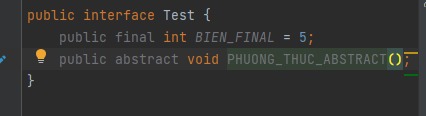 public interface Test {
public final int BIEN_FINAL = 5;
public abstract void PHUONG_THUC_ABSTRACT();
}